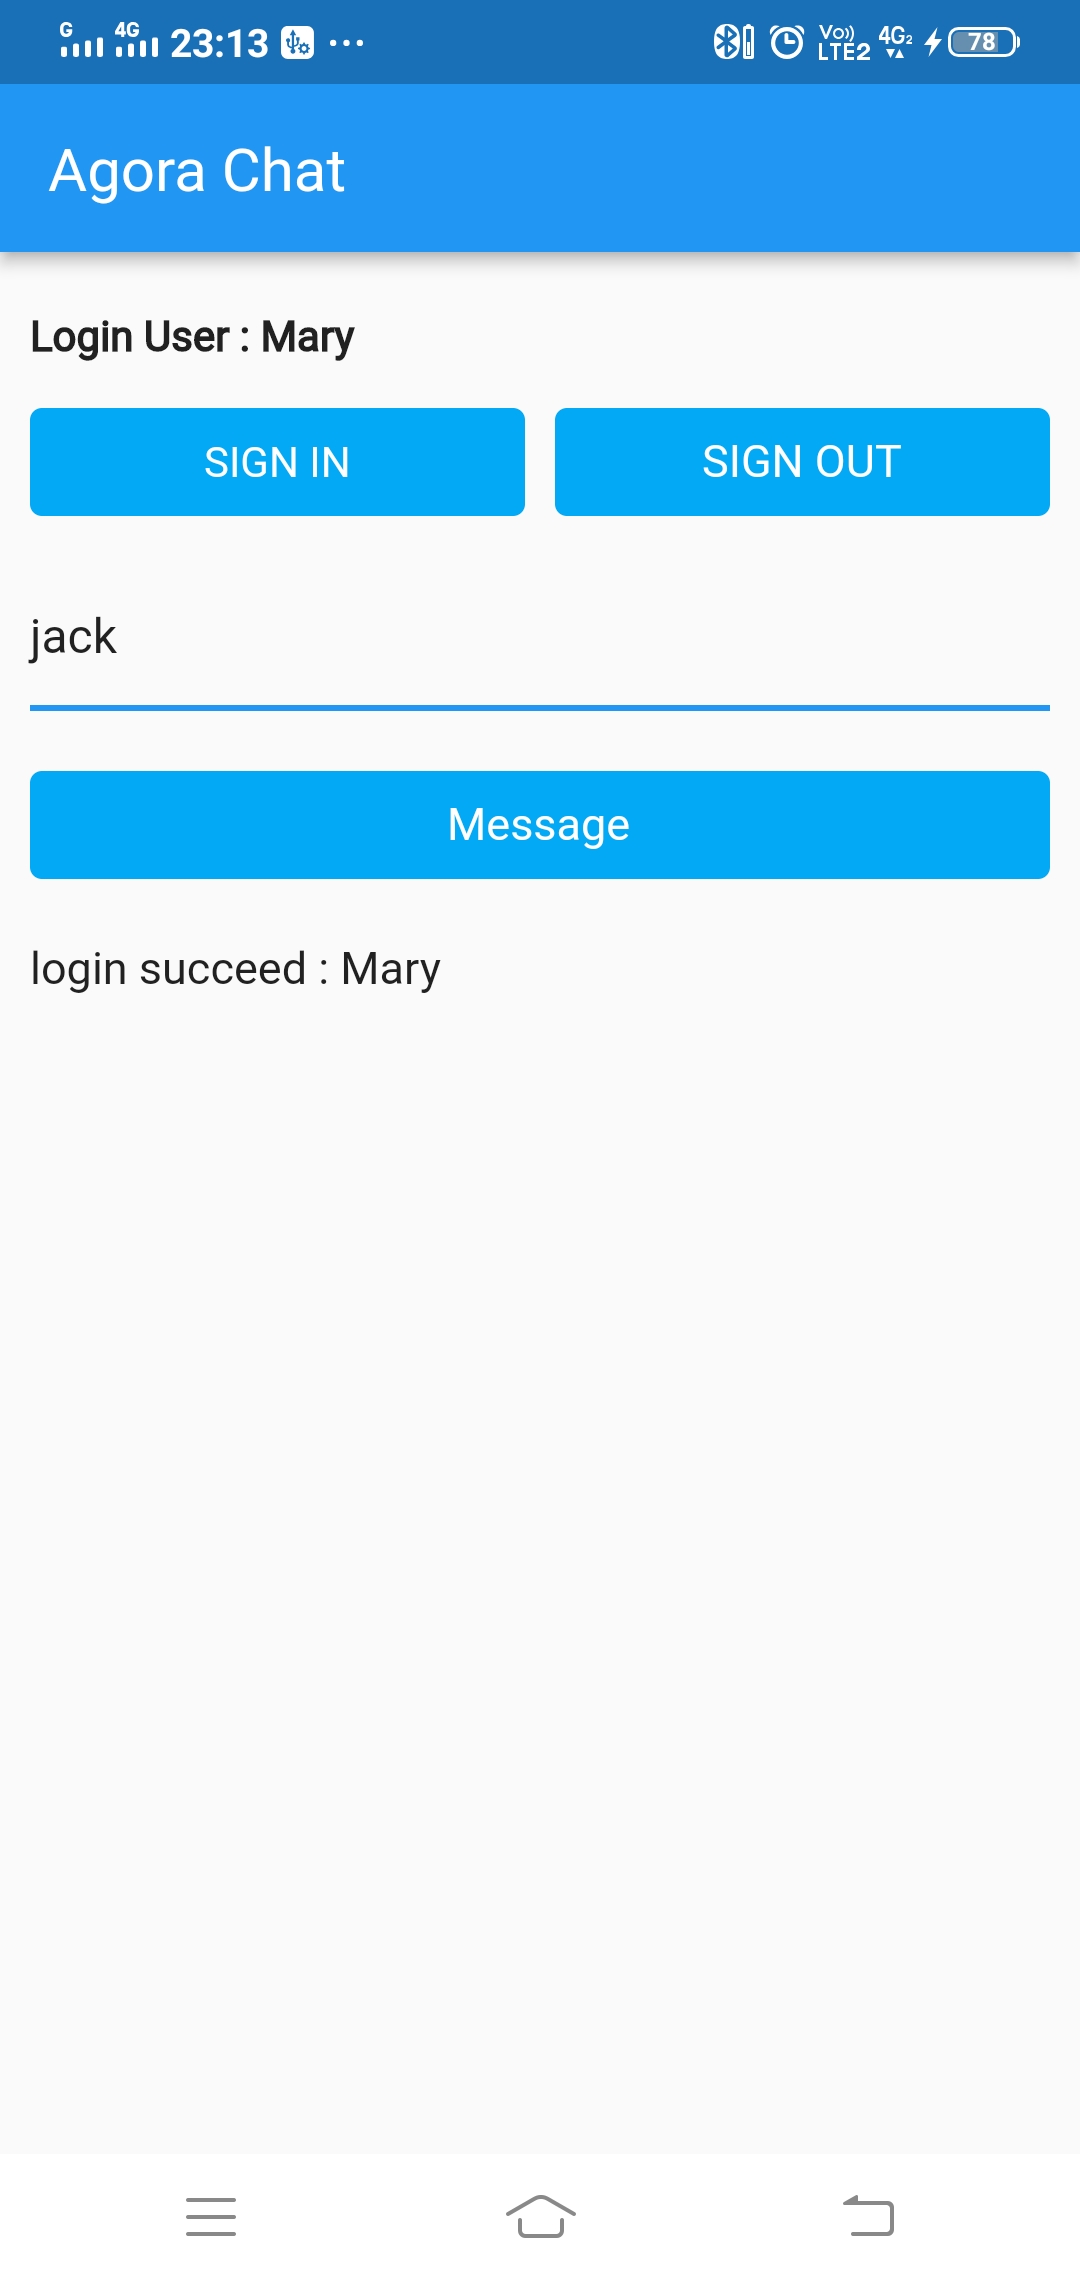 G 4G 23:13 ... Vo)) LTE2 4G2 78
Agora Chat
Login User : Mary
SIGN IN SIGN OUT
jack
Message
login succeed : Mary